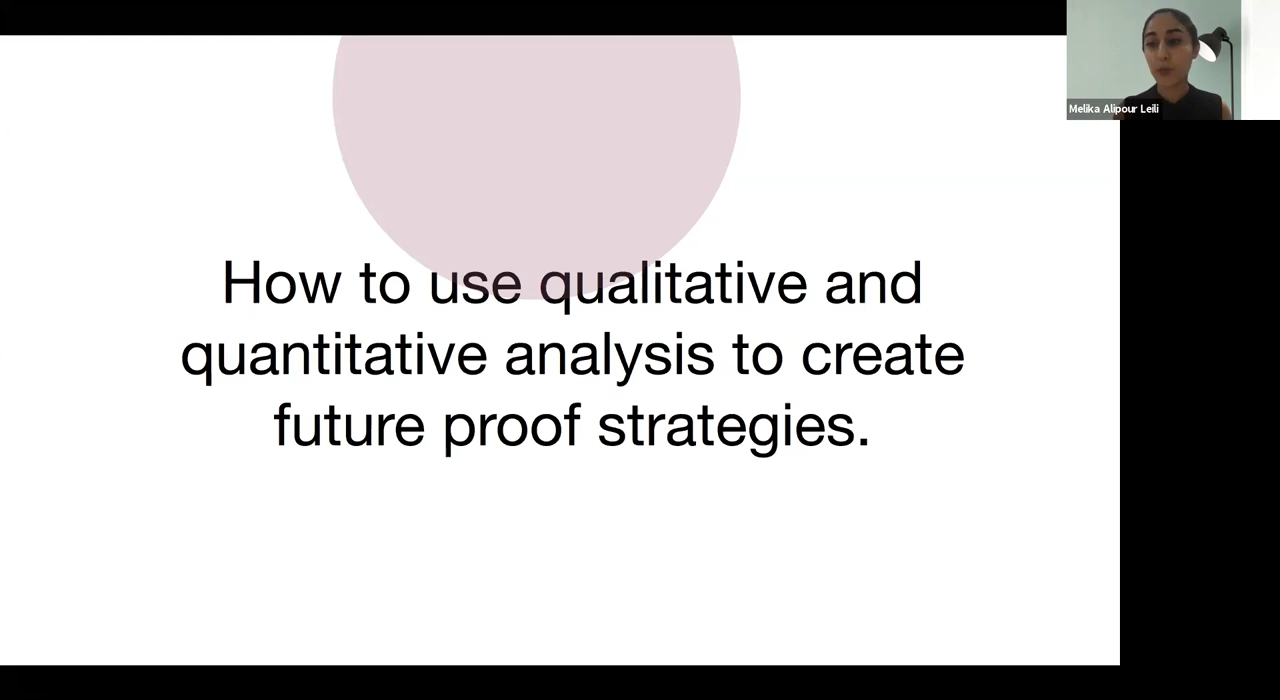 Melika Alipour Leili
How to use qualitative and
quantitative analysis to create
future proof strategies.